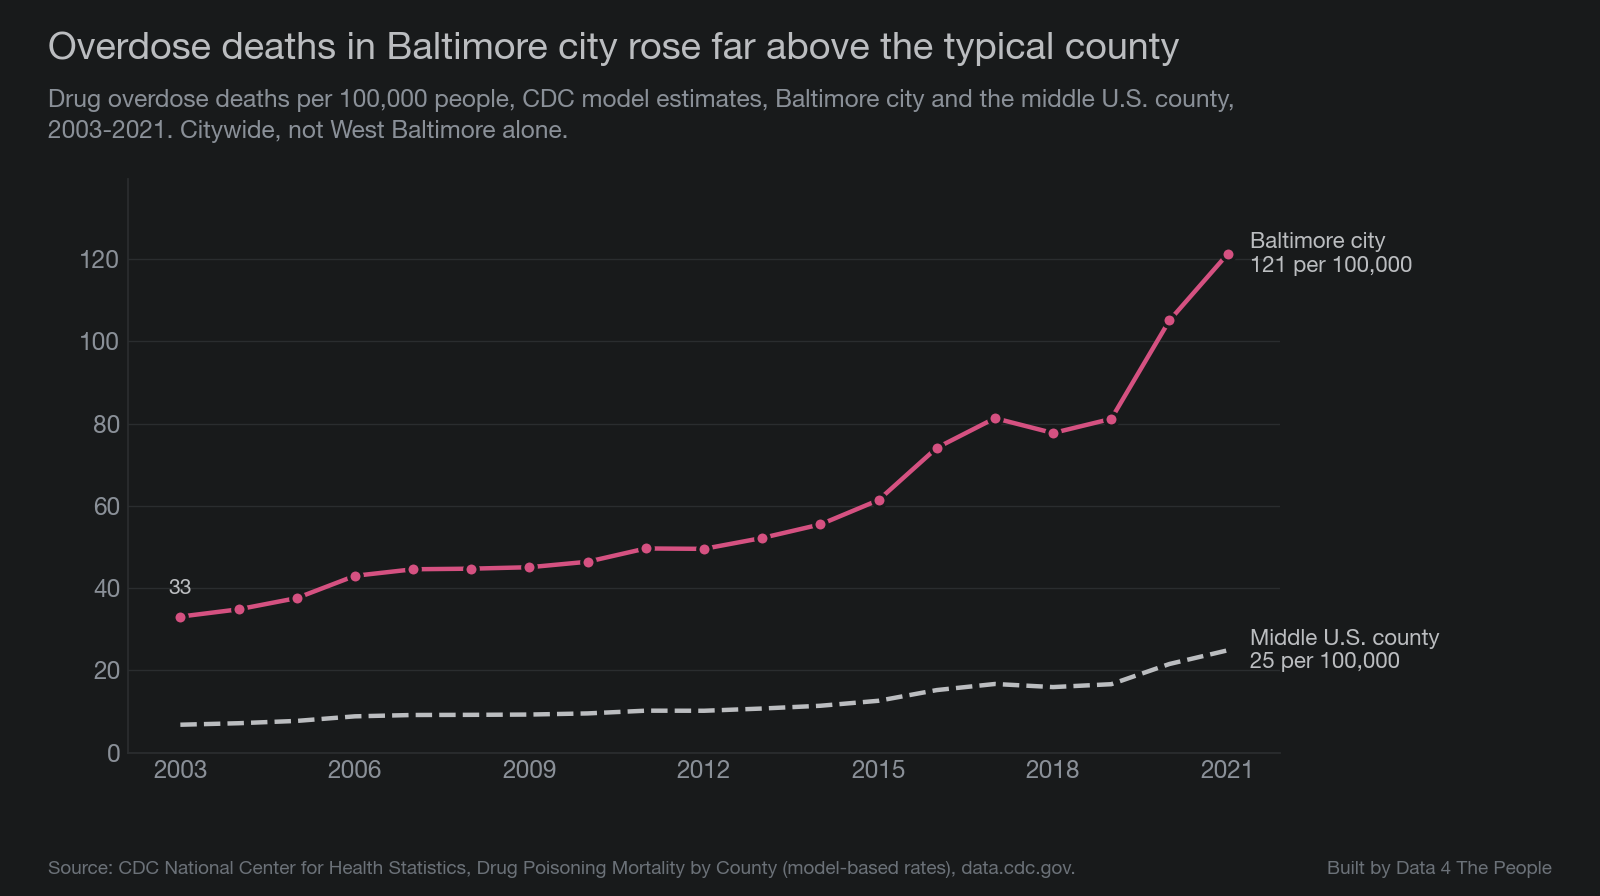 Overdose deaths in Baltimore city rose far above the typical county
Drug overdose deaths per 100,000 people, CDC model estimates, Baltimore city and the middle U.S. county,
2003-2021. Citywide, not West Baltimore alone.
Baltimore city
121 per 100,000
120
100
80
60
40
33
Middle U.S. county
25 per 100,000
20
0
2003 2006 2009 2012 2015 2018 2021
Source: CDC National Center for Health Statistics, Drug Poisoning Mortality by County (model-based rates), data.cdc.gov.
Built by Data 4 The People